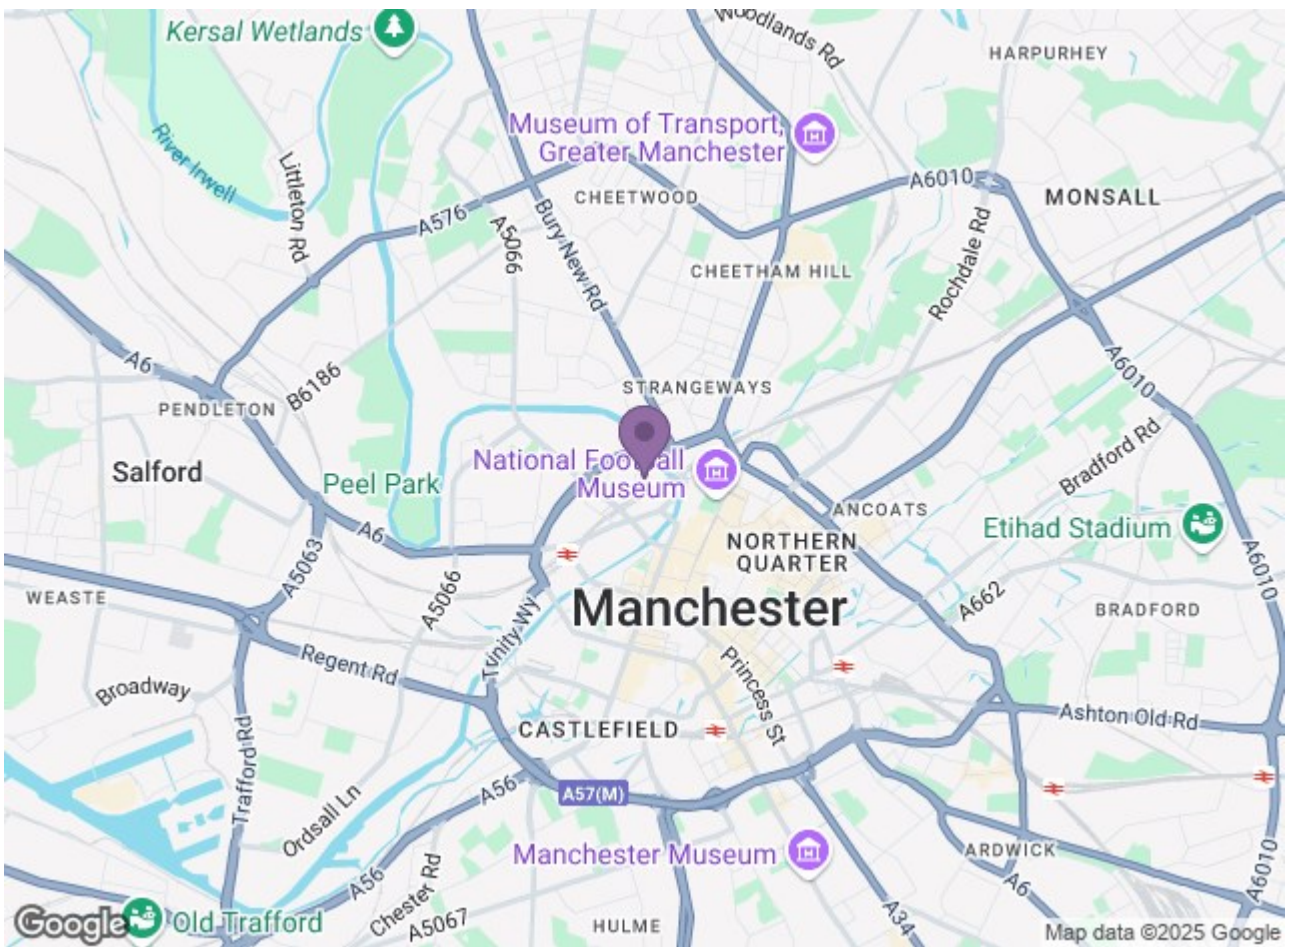 Kersal Wetlands
Woodlands Rd
HARPURHEY
Museum of Transport,
Greater Manchester
River Irwell
Littleton Rd
CHEETWOOD
A6010
MONSALL
A576
A5066
Bury New Rd
Rochdale Rd
CHEETHAM HILL
A6
B6186
A6010
STRANGEWAYS
PENDLETON
Bradford Rd
Salford
Peel Park
National Football
Museum
ANCOATS
Etihad Stadium
A6
NORTHERN
QUARTER
A5063
A6010
WEASTE
A5066
Manchester
A662
BRADFORD
Trinity Wy
Regent Rd
Princess St
Broadway
CASTLEFIELD
Ashton Old Rd
Trafford Rd
A56
A57(M)
Ordsall Ln
Manchester Museum
ARDWICK
A56
Chester Rd
A6
A6010
Google
Old Trafford
A5067
HULME
A34
Map data ©2025 Google